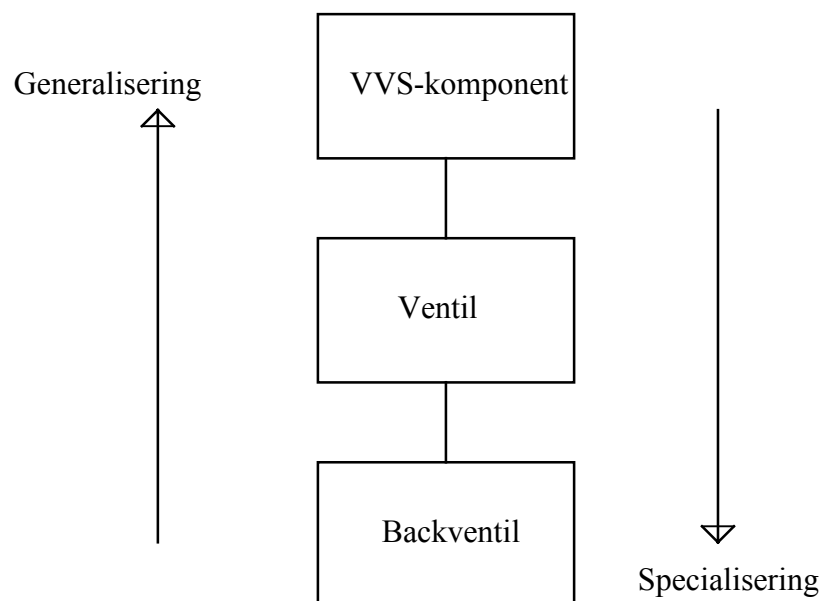 VVS-komponent
Generalisering
Ventil
Backventil
Specialisering